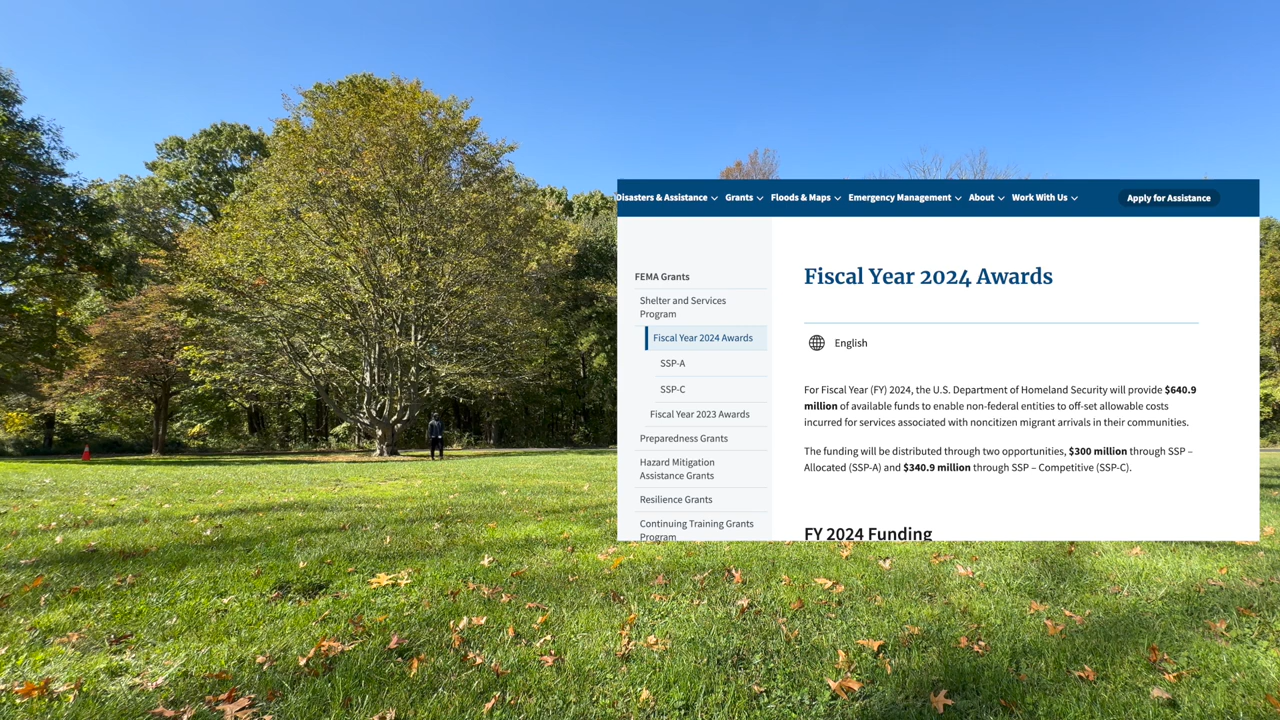 Disasters & Assistance Grants Floods & Maps Emergency Management About Work With Us Apply for Assistance
FEMA Grants
Shelter and Services
Program
Fiscal Year 2024 Awards
SSP-A
SSP-C
Fiscal Year 2023 Awards
Preparedness Grants
Hazard Mitigation
Assistance Grants
Resilience Grants
Continuing Training Grants
Program
Fiscal Year 2024 Awards
English
For Fiscal Year (FY) 2024, the U.S. Department of Homeland Security will provide $640.9
million of available funds to enable non-federal entities to off-set allowable costs
incurred for services associated with noncitizen migrant arrivals in their communities.
The funding will be distributed through two opportunities, $300 million through SSP –
Allocated (SSP-A) and $340.9 million through SSP – Competitive (SSP-C).
FY 2024 Funding